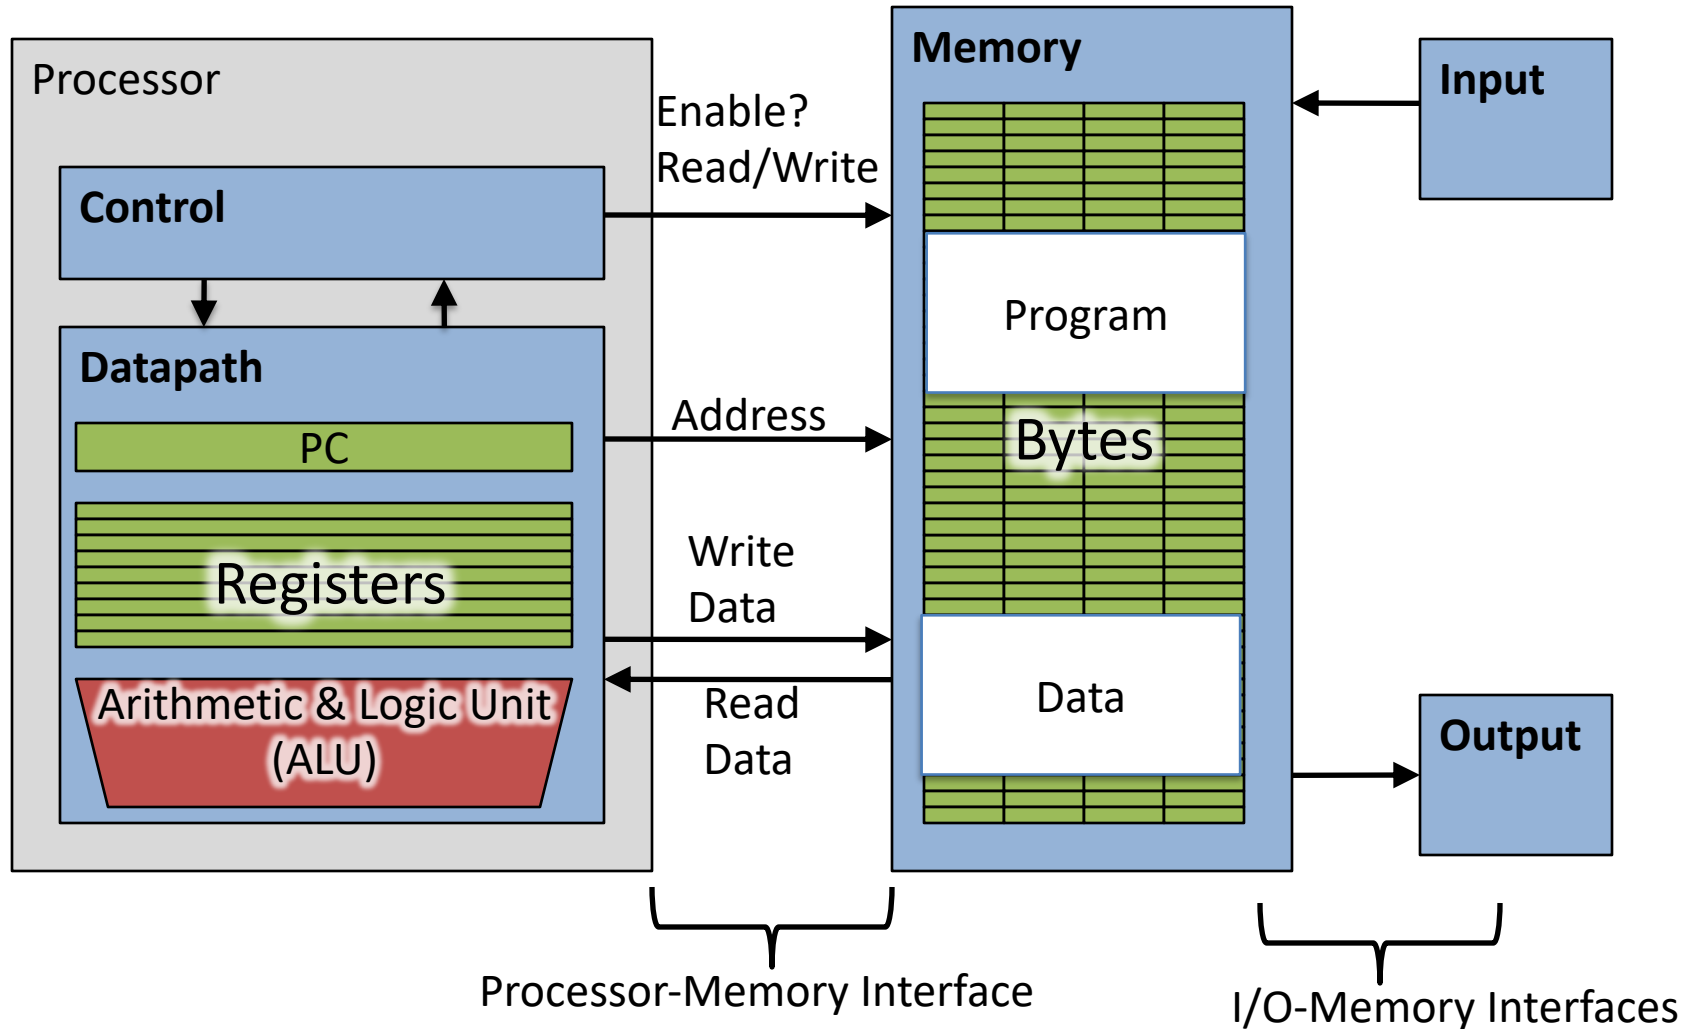 Processor
Control
Datapath
PC
Registers
Arithmetic & Logic Unit
(ALU)
Enable?
Read/Write
Address
Write
Data
Read
Data
Memory
Program
Bytes
Data
Input
Output
Processor-Memory Interface
I/O-Memory Interfaces